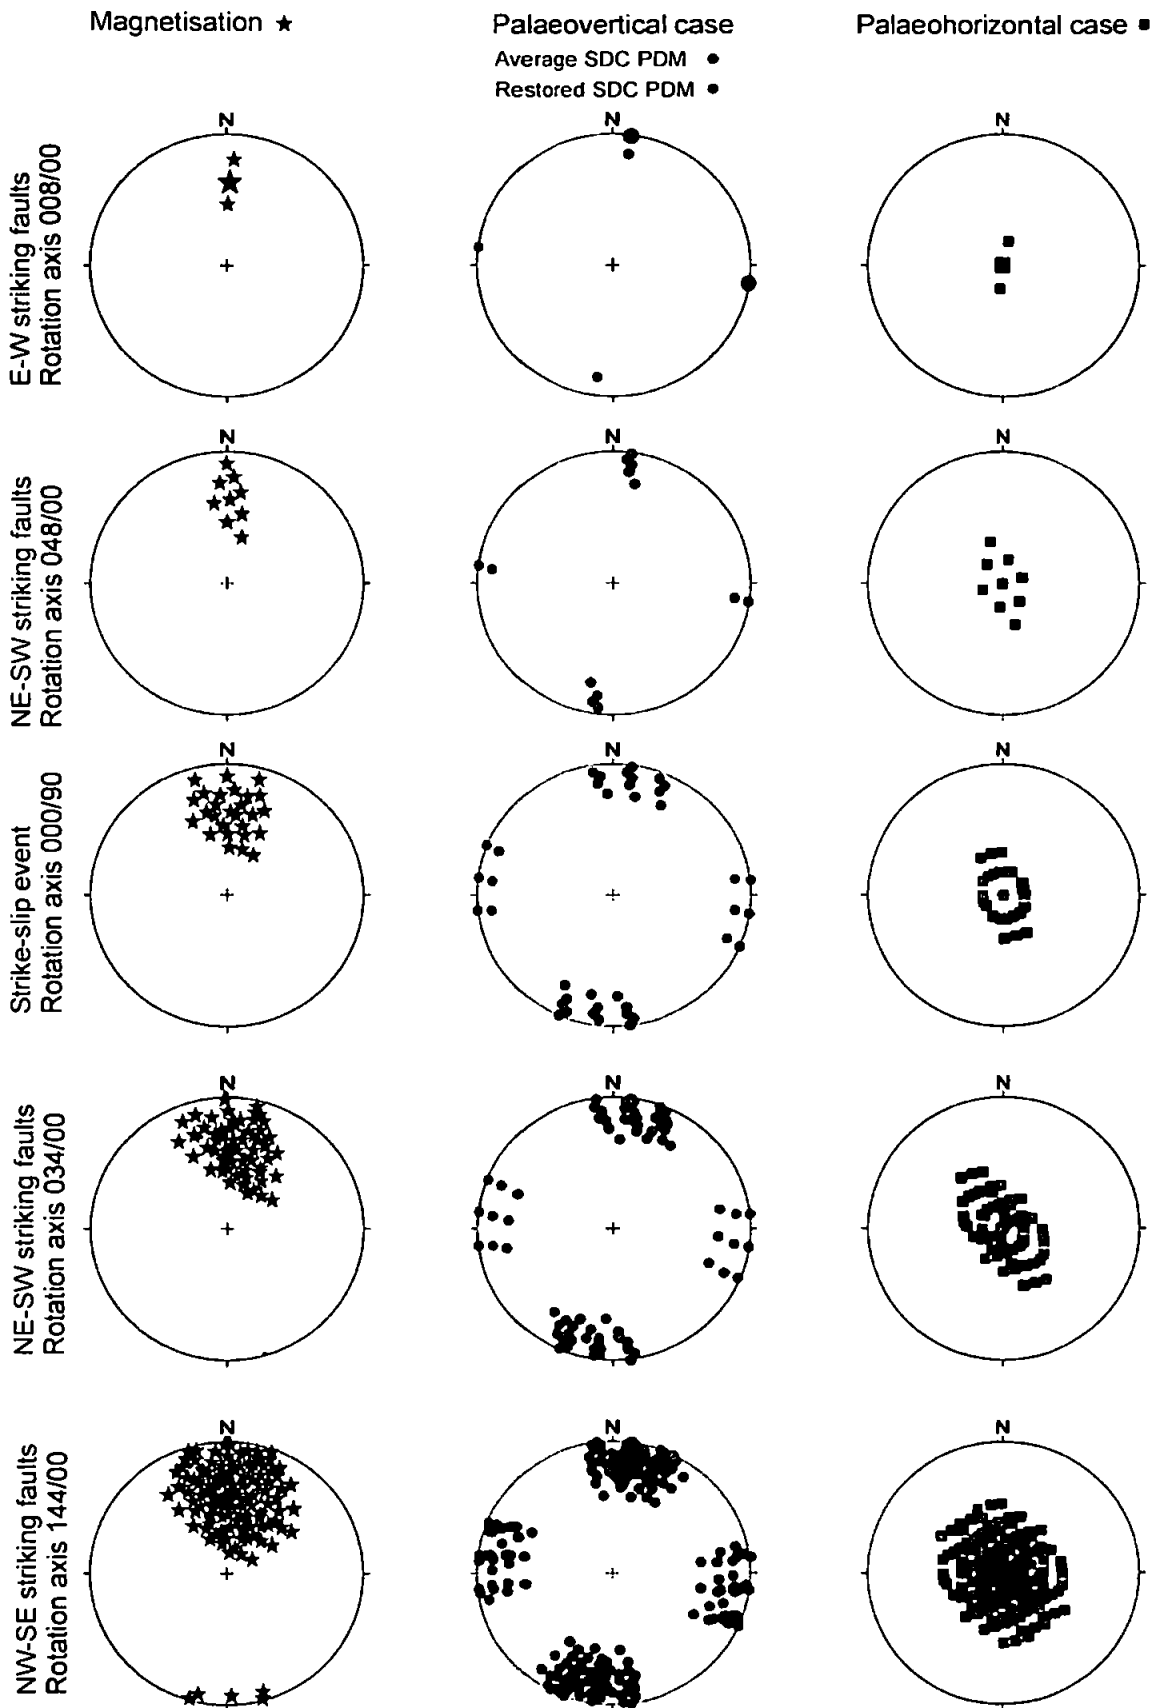 Magnetisation ★
Palaeovertical case
Average SDC PDM ●
Restored SDC PDM ●
Palaeohorizontal case ■
E-W striking faults
Rotation axis 008/00
N
N
N
NE-SW striking faults
Rotation axis 048/00
N
N
N
Strike-slip event
Rotation axis 000/90
N
N
N
NE-SW striking faults
Rotation axis 034/00
N
N
N
NW-SE striking faults
Rotation axis 144/00
N
N
N